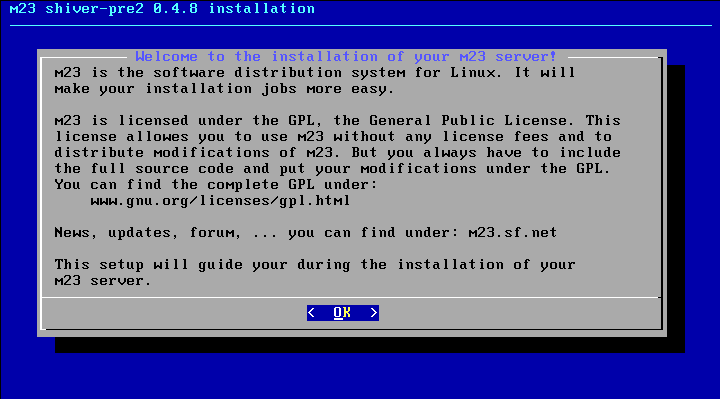 m23 shiver-pre2 0.4.8 installation
Welcome to the installation of your m23 server!
m23 is the software distribution system for Linux. It will
make your installation jobs more easy.
m23 is licensed under the GPL, the General Public License. This
license allowes you to use m23 without any license fees and to
distribute modifications of m23. But you always have to include
the full source code and put your modifications under the GPL.
You can find the complete GPL under:
www.gnu.org/licenses/gpl.html
News, updates, forum, ... you can find under: m23.sf.net
This setup will guide your during the installation of your
m23 server.
< OK >